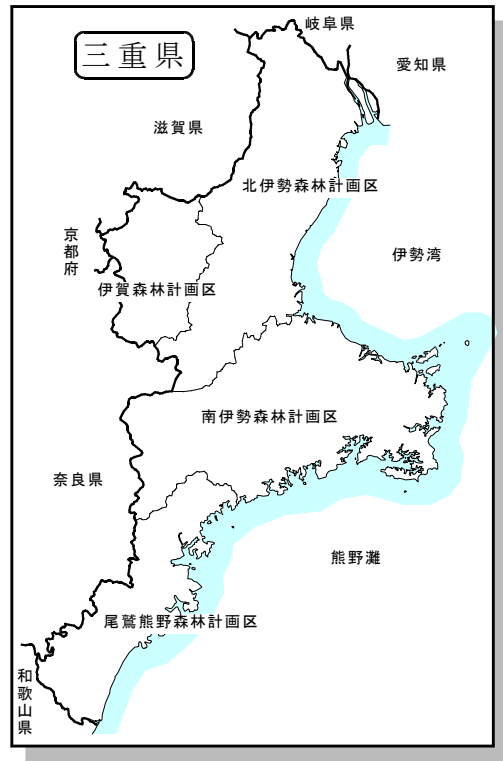 岐阜県
三重県
愛知県
滋賀県
北伊勢森林計画区
京都府
伊勢湾
伊賀森林計画区
南伊勢森林計画区
奈良県
熊野灘
尾鷲熊野森林計画区
和歌山県